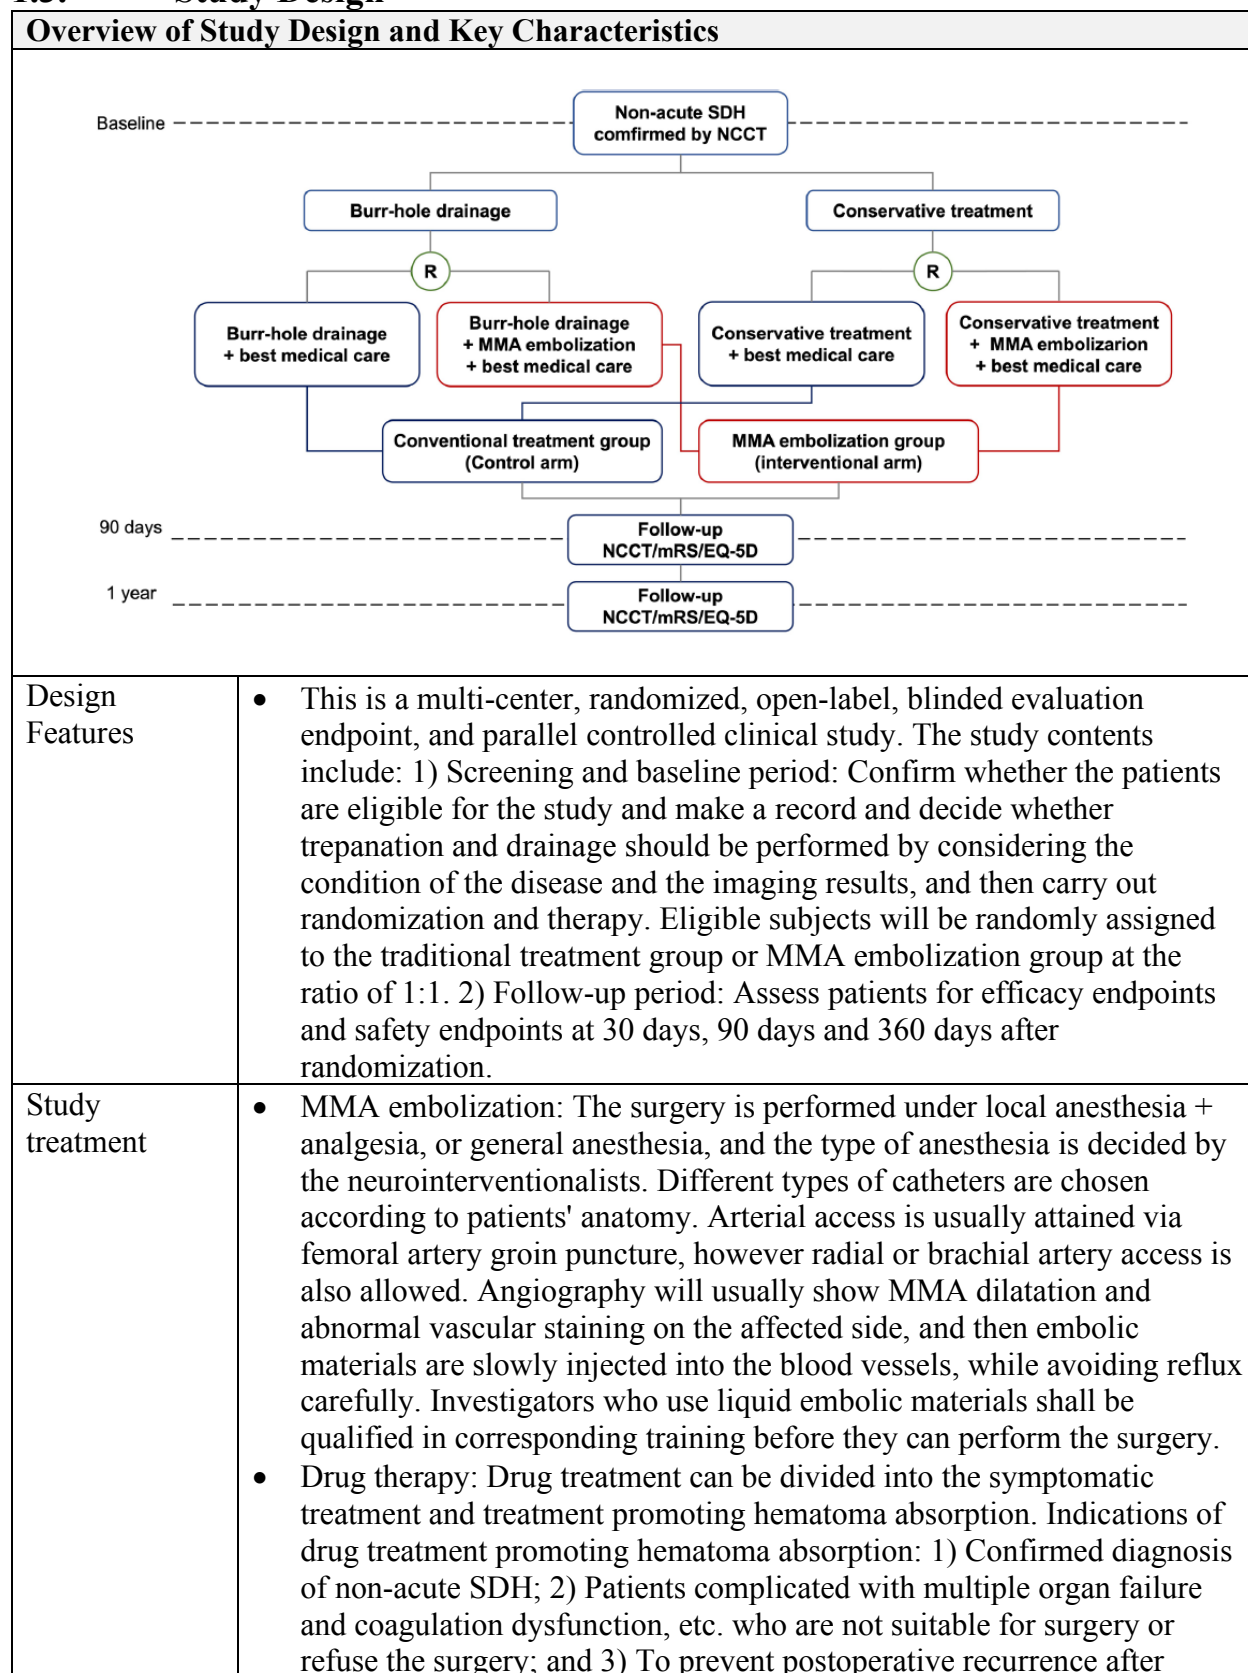 1.3. Study Design
Overview of Study Design and Key Characteristics
Baseline
Non-acute SDH
comfirmed by NCCT
Burr-hole drainage
Conservative treatment
R
R
Burr-hole drainage
+ best medical care
Burr-hole drainage
+ MMA embolization
+ best medical care
Conservative treatment
+ best medical care
Conservative treatment
+ MMA embolizarion
+ best medical care
Conventional treatment group
(Control arm)
MMA embolization group
(interventional arm)
90 days
Follow-up
NCCT/mRS/EQ-5D
1 year
Follow-up
NCCT/mRS/EQ-5D
Design
Features
• This is a multi-center, randomized, open-label, blinded evaluation
endpoint, and parallel controlled clinical study. The study contents
include: 1) Screening and baseline period: Confirm whether the patients
are eligible for the study and make a record and decide whether
trepanation and drainage should be performed by considering the
condition of the disease and the imaging results, and then carry out
randomization and therapy. Eligible subjects will be randomly assigned
to the traditional treatment group or MMA embolization group at the
ratio of 1:1. 2) Follow-up period: Assess patients for efficacy endpoints
and safety endpoints at 30 days, 90 days and 360 days after
randomization.
Study
treatment
• MMA embolization: The surgery is performed under local anesthesia +
analgesia, or general anesthesia, and the type of anesthesia is decided by
the neurointerventionalists. Different types of catheters are chosen
according to patients' anatomy. Arterial access is usually attained via
femoral artery groin puncture, however radial or brachial artery access is
also allowed. Angiography will usually show MMA dilatation and
abnormal vascular staining on the affected side, and then embolic
materials are slowly injected into the blood vessels, while avoiding reflux
carefully. Investigators who use liquid embolic materials shall be
qualified in corresponding training before they can perform the surgery.
• Drug therapy: Drug treatment can be divided into the symptomatic
treatment and treatment promoting hematoma absorption. Indications of
drug treatment promoting hematoma absorption: 1) Confirmed diagnosis
of non-acute SDH; 2) Patients complicated with multiple organ failure
and coagulation dysfunction, etc. who are not suitable for surgery or
refuse the surgery; and 3) To prevent postoperative recurrence after